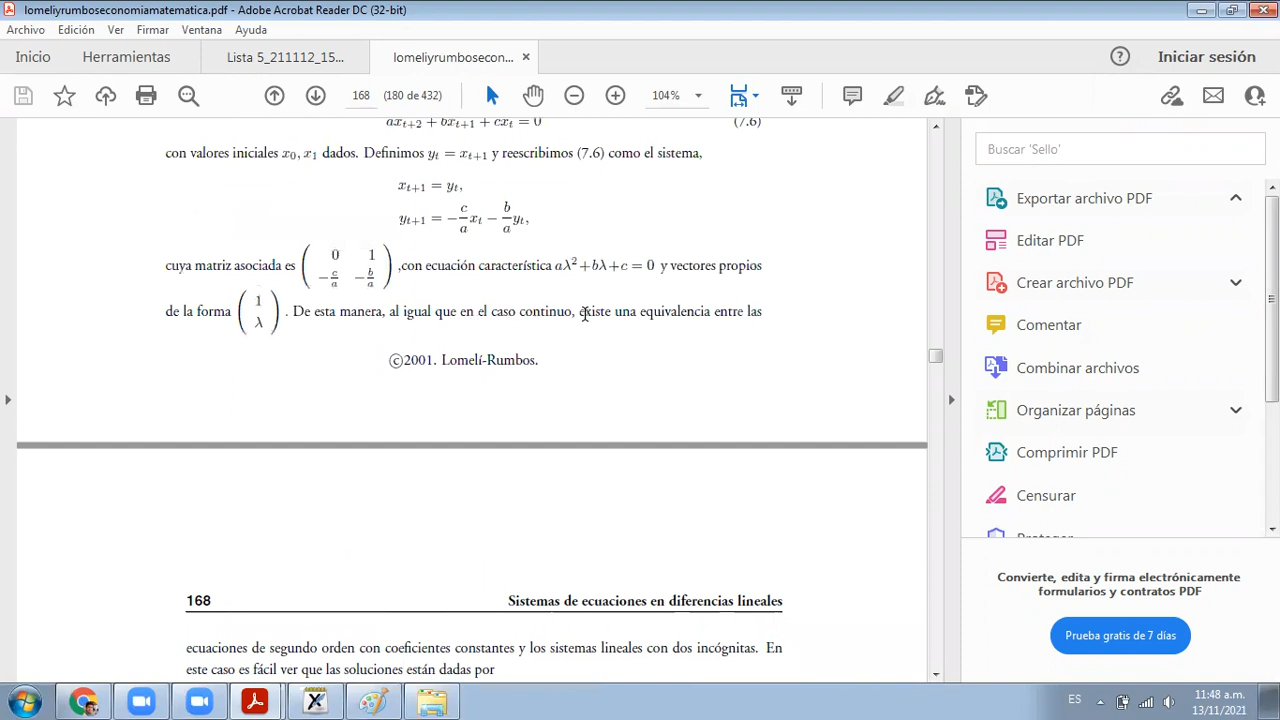 lomeliyrumboseconomiamatematica.pdf - Adobe Acrobat Reader DC (32-bit)
Archivo Edición Ver Firmar Ventana Ayuda
Inicio Herramientas Lista 5_211112_15... lomeliyrumbosecon... × Iniciar sesión
168 (180 de 432) 104%
ax_{t+2} + bx_{t+1} + cx_t = 0 (7.6)
con valores iniciales x_0, x_1 dados. Definimos y_t = x_{t+1} y reescribimos (7.6) como el sistema,
x_{t+1} = y_t,
y_{t+1} = -\frac{c}{a}x_t - \frac{b}{a}y_t,
cuya matriz asociada es \begin{pmatrix} 0 & 1 \\ -\frac{c}{a} & -\frac{b}{a} \end{pmatrix} ,con ecuación característica aλ²+bλ+c = 0 y vectores propios
de la forma \begin{pmatrix} 1 \\ λ \end{pmatrix} . De esta manera, al igual que en el caso continuo, existe una equivalencia entre las
©2001. Lomelí-Rumbos.
168 Sistemas de ecuaciones en diferencias lineales
ecuaciones de segundo orden con coeficientes constantes y los sistemas lineales con dos incógnitas. En
este caso es fácil ver que las soluciones están dadas por
Buscar 'Sello'
Exportar archivo PDF
Editar PDF
Crear archivo PDF
Comentar
Combinar archivos
Organizar páginas
Comprimir PDF
Censurar
Proteger
Convierte, edita y firma electrónicamente
formularios y contratos PDF
Prueba gratis de 7 días
ES
11:48 a.m.
13/11/2021